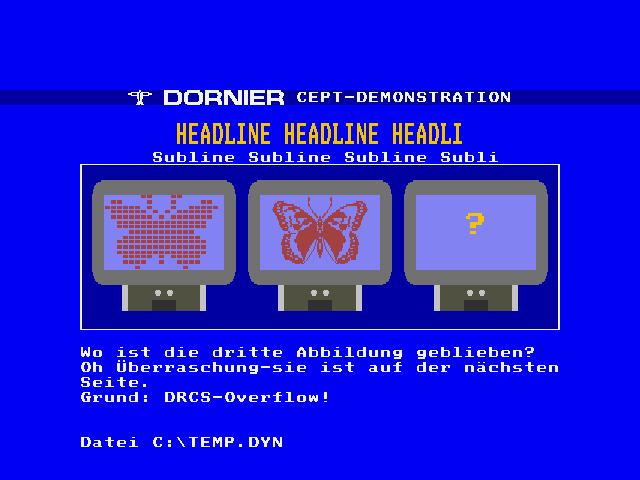 DORNIER CEPT-DEMONSTRATION
HEADLINE HEADLINE HEADLI
Subline Subline Subline Subli
?
Wo ist die dritte Abbildung geblieben?
Oh Überraschung-sie ist auf der nächsten
Seite.
Grund: DRCS-Overflow!
Datei C:\TEMP.DYN